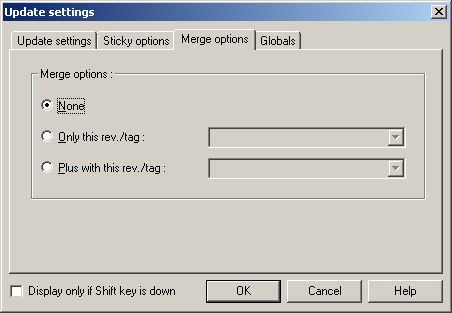 Update settings
Update settings Sticky options Merge options Globals
Merge options :
None
Only this rev./tag :
Plus with this rev./tag :
Display only if Shift key is down OK Cancel Help